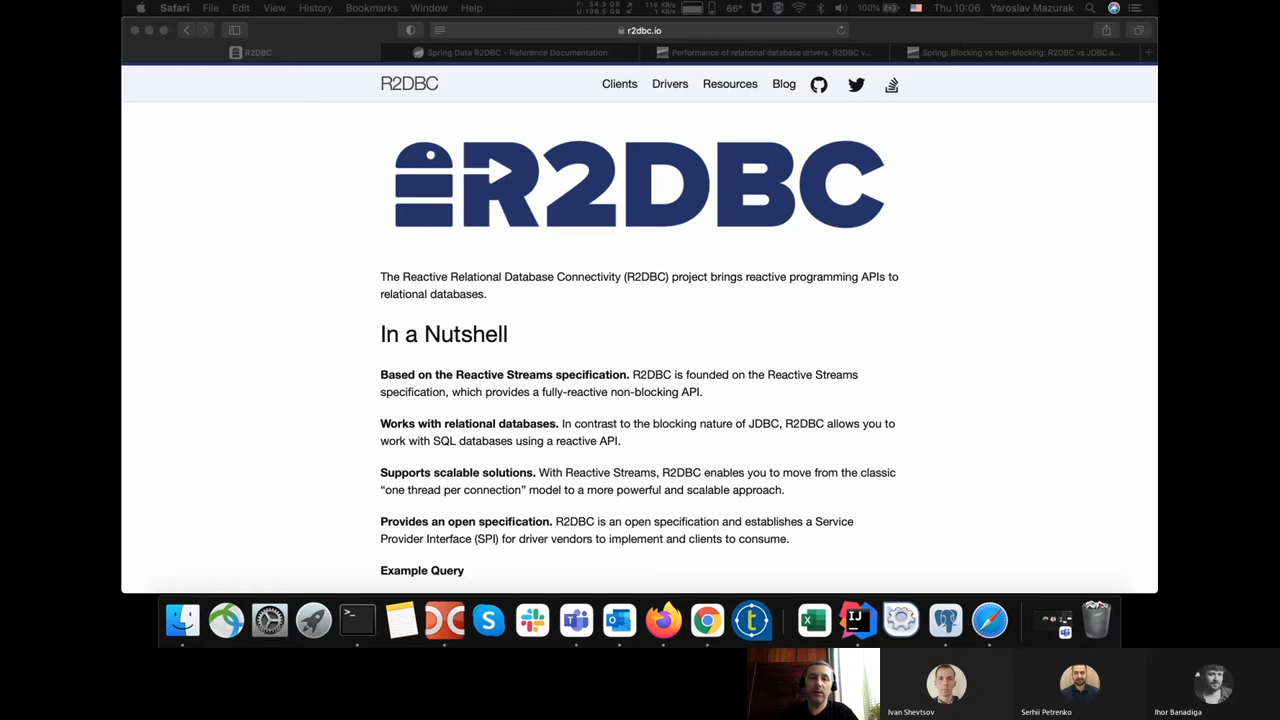 Safari File Edit View History Bookmarks Window Help 66° 100% Thu 10:06 Yaroslav Mazurak
r2dbc.io
R2DBC Spring Data R2DBC - Reference Documentation Performance of relational database drivers. R2DBC v... Spring: Blocking vs non-blocking: R2DBC vs JDBC a...
R2DBC Clients Drivers Resources Blog
R2DBC
The Reactive Relational Database Connectivity (R2DBC) project brings reactive programming APIs to
relational databases.
In a Nutshell
Based on the Reactive Streams specification. R2DBC is founded on the Reactive Streams
specification, which provides a fully-reactive non-blocking API.
Works with relational databases. In contrast to the blocking nature of JDBC, R2DBC allows you to
work with SQL databases using a reactive API.
Supports scalable solutions. With Reactive Streams, R2DBC enables you to move from the classic
“one thread per connection” model to a more powerful and scalable approach.
Provides an open specification. R2DBC is an open specification and establishes a Service
Provider Interface (SPI) for driver vendors to implement and clients to consume.
Example Query
Ivan Shevtsov Serhii Petrenko Ihor Banadiga